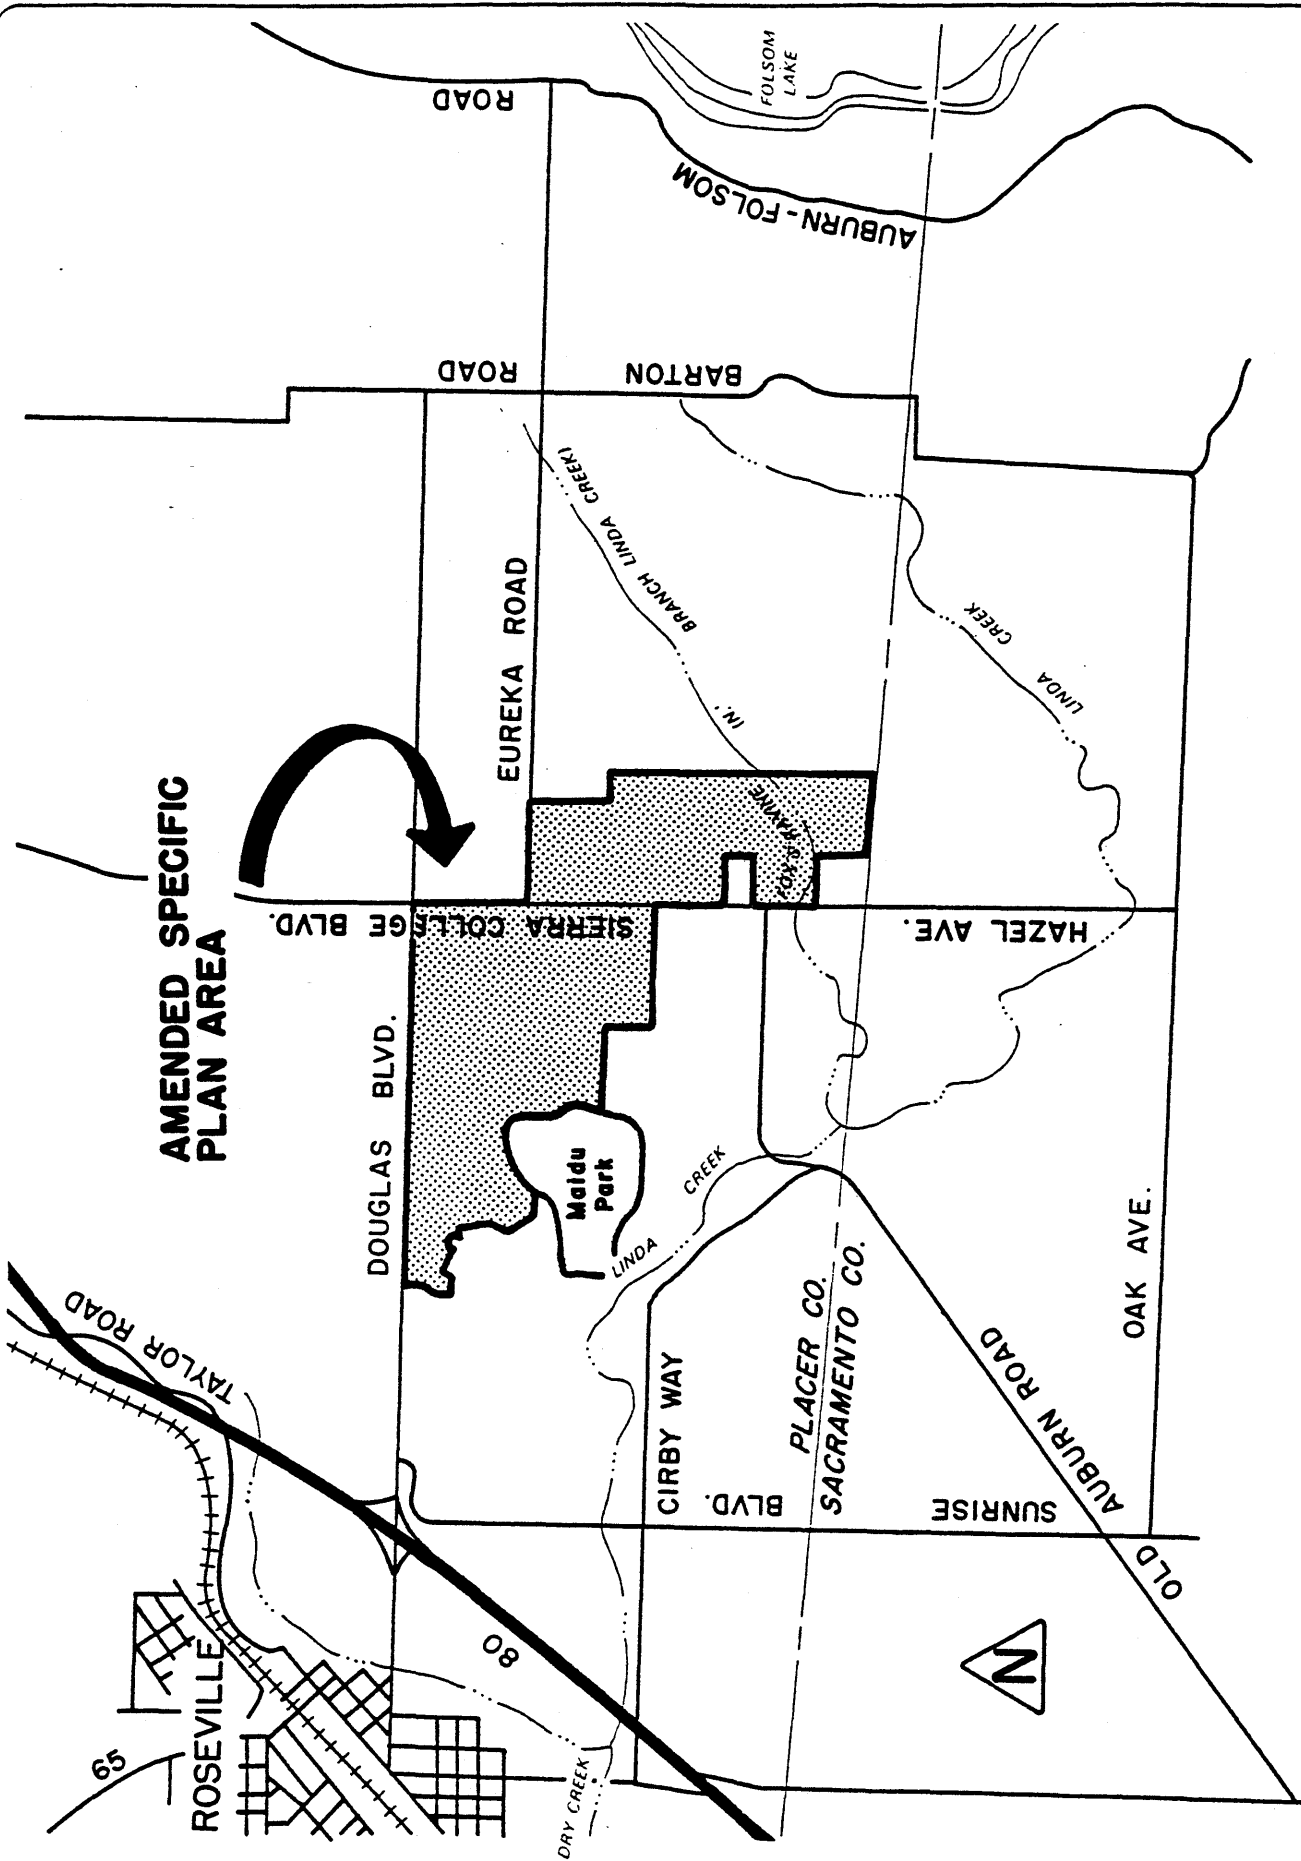 AMENDED SPECIFIC
PLAN AREA
ROSEVILLE
65
80
TAYLOR ROAD
DOUGLAS BLVD.
SIERRA COLLEGE BLVD.
EUREKA ROAD
ROAD
BARTON
ROAD
AUBURN-FOLSOM
FOLSOM
LAKE
BRANCH LINDA CREEK)
Maidu
Park
LINDA
CREEK
LINDA
CREEK
HAZEL AVE.
CIRBY WAY
SUNRISE
BLVD.
PLACER CO.
SACRAMENTO CO.
OLD
AUBURN ROAD
OAK AVE.
DRY CREEK
N